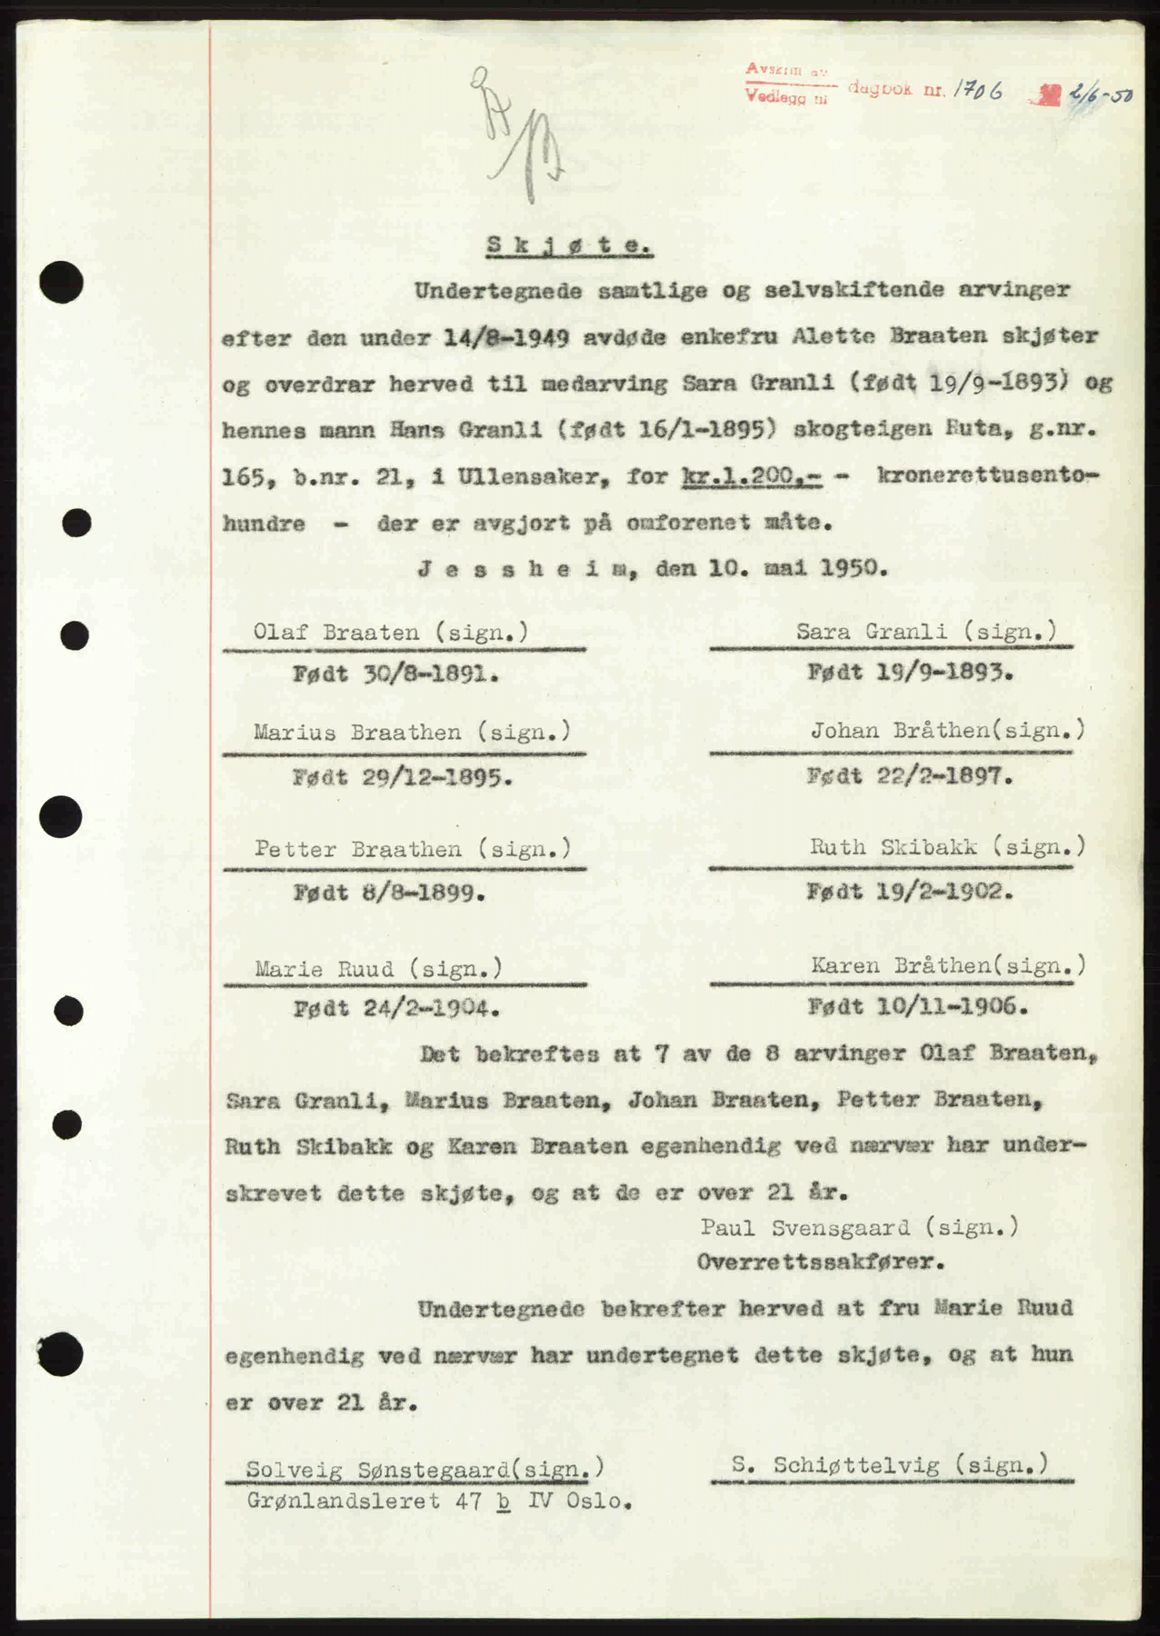 Avskrift av
Vedlegg nr dagbok nr. 1706 2/6-50
Skjøte.
Undertegnede samtlige og selvskiftende arvinger
efter den under 14/8-1949 avdøde enkefru Alette Braaten skjøter
og overdrar herved til medarving Sara Granli (født 19/9-1893) og
hennes mann Hans Granli (født 16/1-1895) skogteigen Ruta, g.nr.
165, b.nr. 21, i Ullensaker, for kr.1.200,- - kronerettusento-
hundre - der er avgjort på omforenet måte.
Jessheim, den 10. mai 1950.
Olaf Braaten (sign.) Sara Granli (sign.)
Født 30/8-1891. Født 19/9-1893.
Marius Braathen (sign.) Johan Bråthen(sign.)
Født 29/12-1895. Født 22/2-1897.
Petter Braathen (sign.) Ruth Skibakk (sign.)
Født 8/8-1899. Født 19/2-1902.
Marie Ruud (sign.) Karen Bråthen(sign.)
Født 24/2-1904. Født 10/11-1906.
Det bekreftes at 7 av de 8 arvinger Olaf Braaten,
Sara Granli, Marius Braaten, Johan Braaten, Petter Braaten,
Ruth Skibakk og Karen Braaten egenhendig ved nærvær har under-
skrevet dette skjøte, og at de er over 21 år.
Paul Svensgaard (sign.)
Overrettssakfører.
Undertegnede bekrefter herved at fru Marie Ruud
egenhendig ved nærvær har undertegnet dette skjøte, og at hun
er over 21 år.
Solveig Sønstegaard(sign.) S. Schiøttelvig (sign.)
Grønlandsleret 47 b IV Oslo.